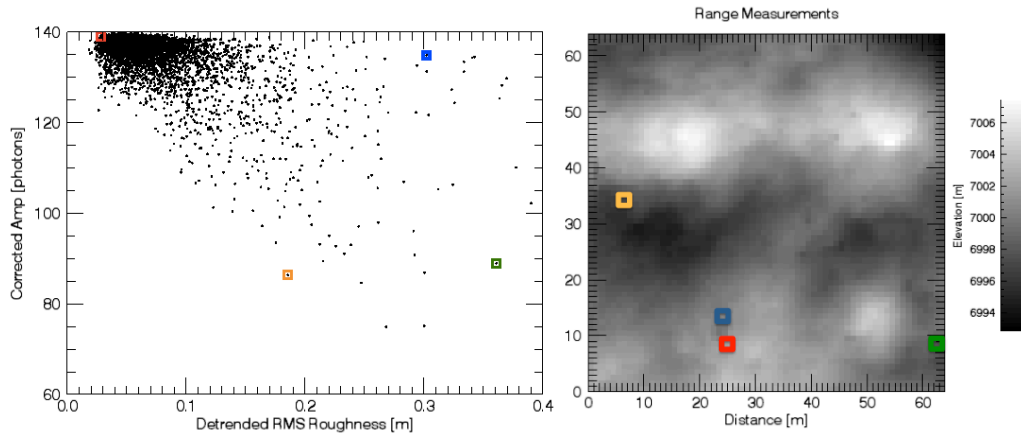 Range Measurements
140
120
100
80
60
Corrected Amp [photons]
0.0 0.1 0.2 0.3 0.4
Detrended RMS Roughness [m]
60
50
40
30
20
10
0
0 10 20 30 40 50 60
Distance [m]
7006
7004
7002
7000
6998
6996
6994
Elevation [m]